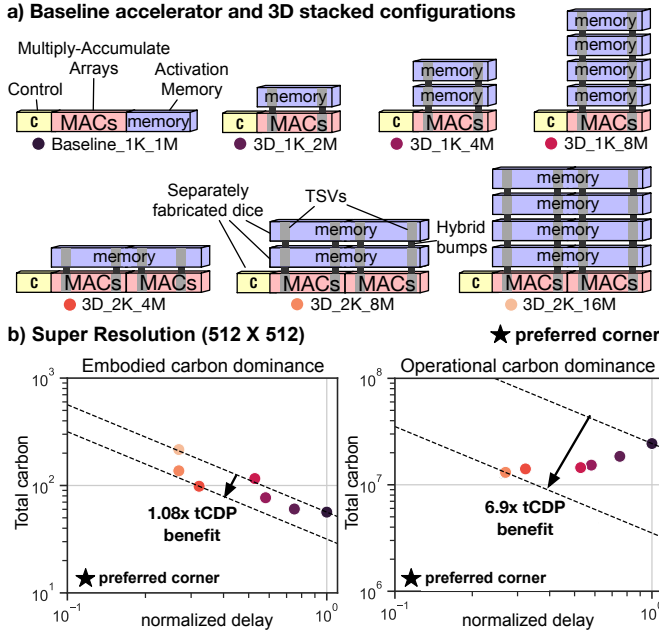 a) Baseline accelerator and 3D stacked configurations
Multiply-Accumulate Arrays
Activation Memory
Control
C MACs memory
Baseline_1K_1M
memory
C MACs
3D_1K_2M
memory
memory
C MACs
3D_1K_4M
memory
memory
memory
memory
C MACs
3D_1K_8M
Separately fabricated dice
TSVs
Hybrid bumps
memory
C MACs MACs
3D_2K_4M
memory
memory
C MACs MACs
3D_2K_8M
memory
memory
memory
memory
C MACs MACs
3D_2K_16M
b) Super Resolution (512 X 512)
★ preferred corner
Embodied carbon dominance
Total carbon
10³
10²
10¹
10⁻¹
10⁰
normalized delay
1.08x tCDP
benefit
★ preferred corner
Operational carbon dominance
Total carbon
10⁸
10⁷
10⁶
10⁻¹
10⁰
normalized delay
6.9x tCDP
benefit
★ preferred corner